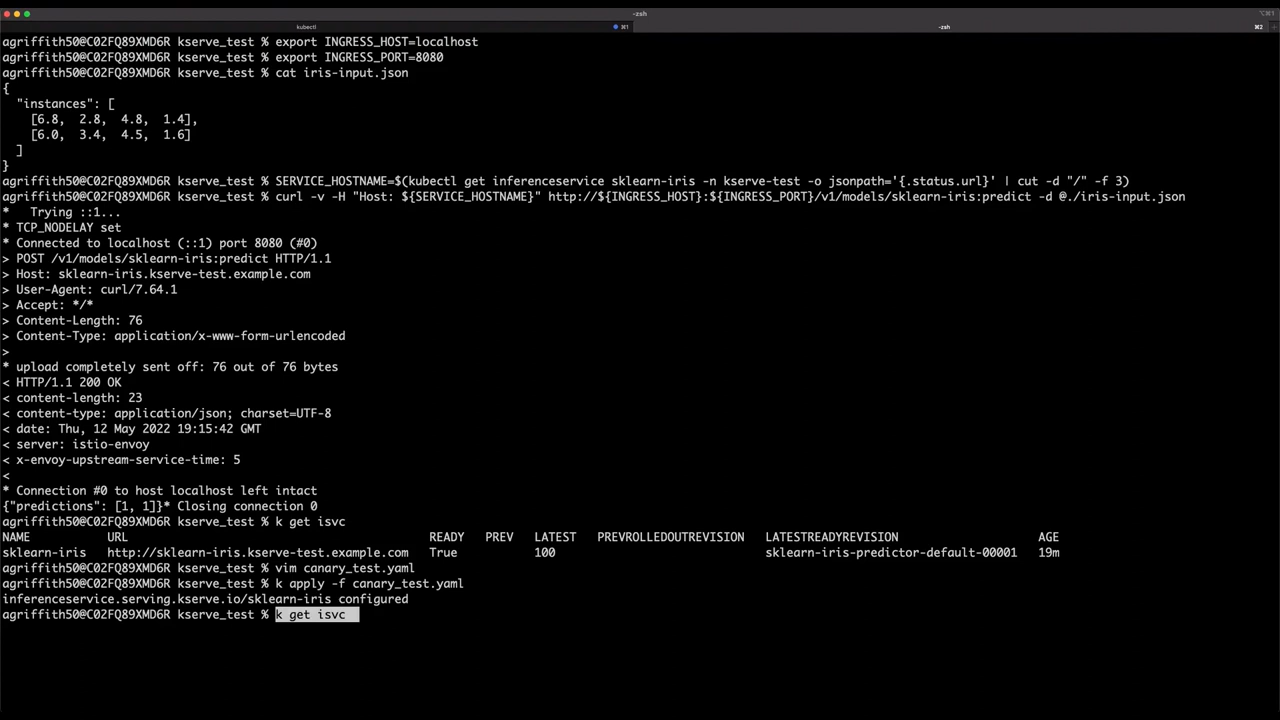 -zsh
⌥⌘1
kubectl
⌘1
-zsh
⌘2
agriffith50@C02FQ89XMD6R kserve_test % export INGRESS_HOST=localhost
agriffith50@C02FQ89XMD6R kserve_test % export INGRESS_PORT=8080
agriffith50@C02FQ89XMD6R kserve_test % cat iris-input.json
{
  "instances": [
    [6.8,  2.8,  4.8,  1.4],
    [6.0,  3.4,  4.5,  1.6]
  ]
}
agriffith50@C02FQ89XMD6R kserve_test % SERVICE_HOSTNAME=$(kubectl get inferenceservice sklearn-iris -n kserve-test -o jsonpath='{.status.url}' | cut -d "/" -f 3)
agriffith50@C02FQ89XMD6R kserve_test % curl -v -H "Host: ${SERVICE_HOSTNAME}" http://${INGRESS_HOST}:${INGRESS_PORT}/v1/models/sklearn-iris:predict -d @./iris-input.json
*   Trying ::1...
* TCP_NODELAY set
* Connected to localhost (::1) port 8080 (#0)
> POST /v1/models/sklearn-iris:predict HTTP/1.1
> Host: sklearn-iris.kserve-test.example.com
> User-Agent: curl/7.64.1
> Accept: */*
> Content-Length: 76
> Content-Type: application/x-www-form-urlencoded
>
* upload completely sent off: 76 out of 76 bytes
< HTTP/1.1 200 OK
< content-length: 23
< content-type: application/json; charset=UTF-8
< date: Thu, 12 May 2022 19:15:42 GMT
< server: istio-envoy
< x-envoy-upstream-service-time: 5
<
* Connection #0 to host localhost left intact
{"predictions": [1, 1]}* Closing connection 0
agriffith50@C02FQ89XMD6R kserve_test % k get isvc
NAME           URL                                            READY   PREV   LATEST   PREVROLLEDOUTREVISION   LATESTREADYREVISION                    AGE
sklearn-iris   http://sklearn-iris.kserve-test.example.com   True           100                              sklearn-iris-predictor-default-00001   19m
agriffith50@C02FQ89XMD6R kserve_test % vim canary_test.yaml
agriffith50@C02FQ89XMD6R kserve_test % k apply -f canary_test.yaml
inferenceservice.serving.kserve.io/sklearn-iris configured
agriffith50@C02FQ89XMD6R kserve_test % k get isvc